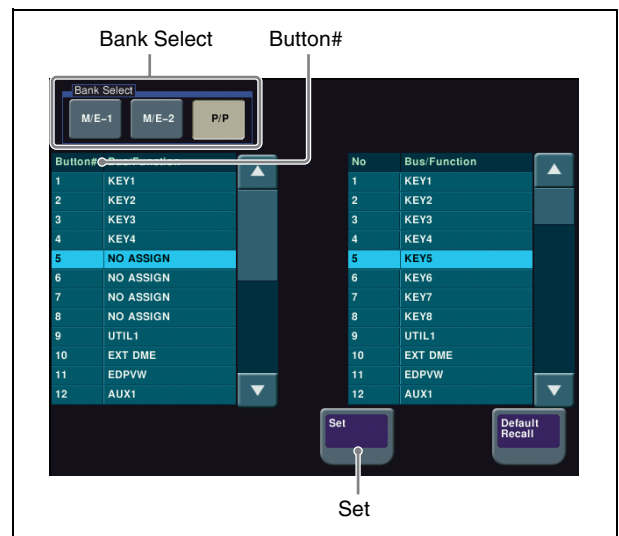 Bank Select Button#
Bank Select
M/E-1 M/E-2 P/P
Button# Bus/Function
1 KEY1
2 KEY2
3 KEY3
4 KEY4
5 NO ASSIGN
6 NO ASSIGN
7 NO ASSIGN
8 NO ASSIGN
9 UTIL1
10 EXT DME
11 EDPVW
12 AUX1
No Bus/Function
1 KEY1
2 KEY2
3 KEY3
4 KEY4
5 KEY5
6 KEY6
7 KEY7
8 KEY8
9 UTIL1
10 EXT DME
11 EDPVW
12 AUX1
Set
Default
Recall
Set